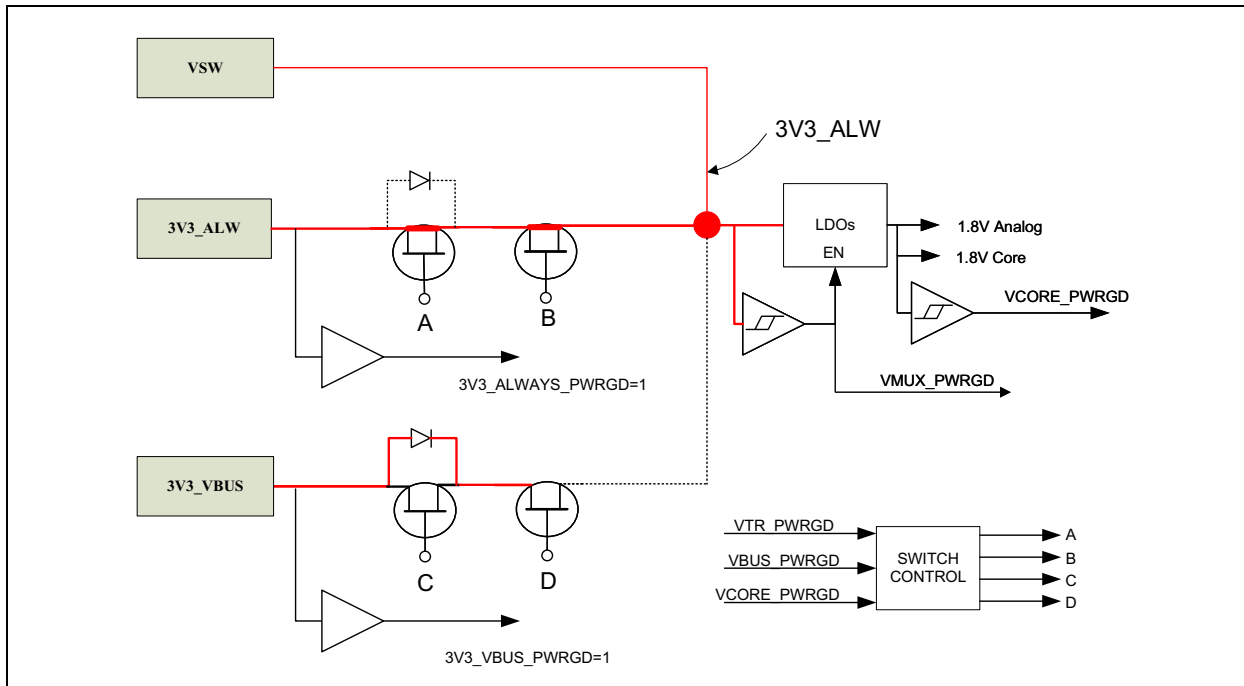 VSW
3V3_ALW
3V3_ALW
LDOs
EN
1.8V Analog
1.8V Core
VCORE_PWRGD
A
B
3V3_ALWAYS_PWRGD=1
VMUX_PWRGD
3V3_VBUS
C
D
3V3_VBUS_PWRGD=1
VTR_PWRGD
VBUS_PWRGD
VCORE_PWRGD
SWITCH
CONTROL
A
B
C
D